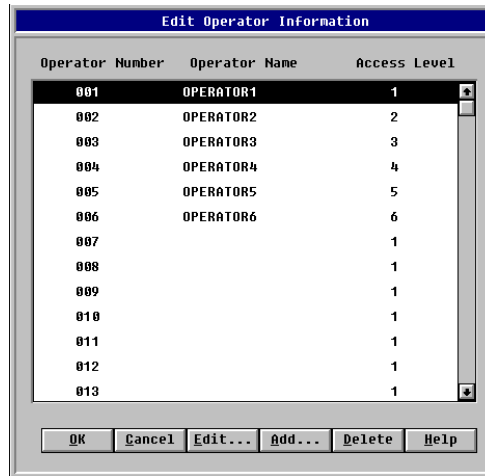 Edit Operator Information
Operator Number Operator Name Access Level
001 OPERATOR1 1
002 OPERATOR2 2
003 OPERATOR3 3
004 OPERATOR4 4
005 OPERATOR5 5
006 OPERATOR6 6
007 1
008 1
009 1
010 1
011 1
012 1
013 1
OK Cancel Edit... Add... Delete Help